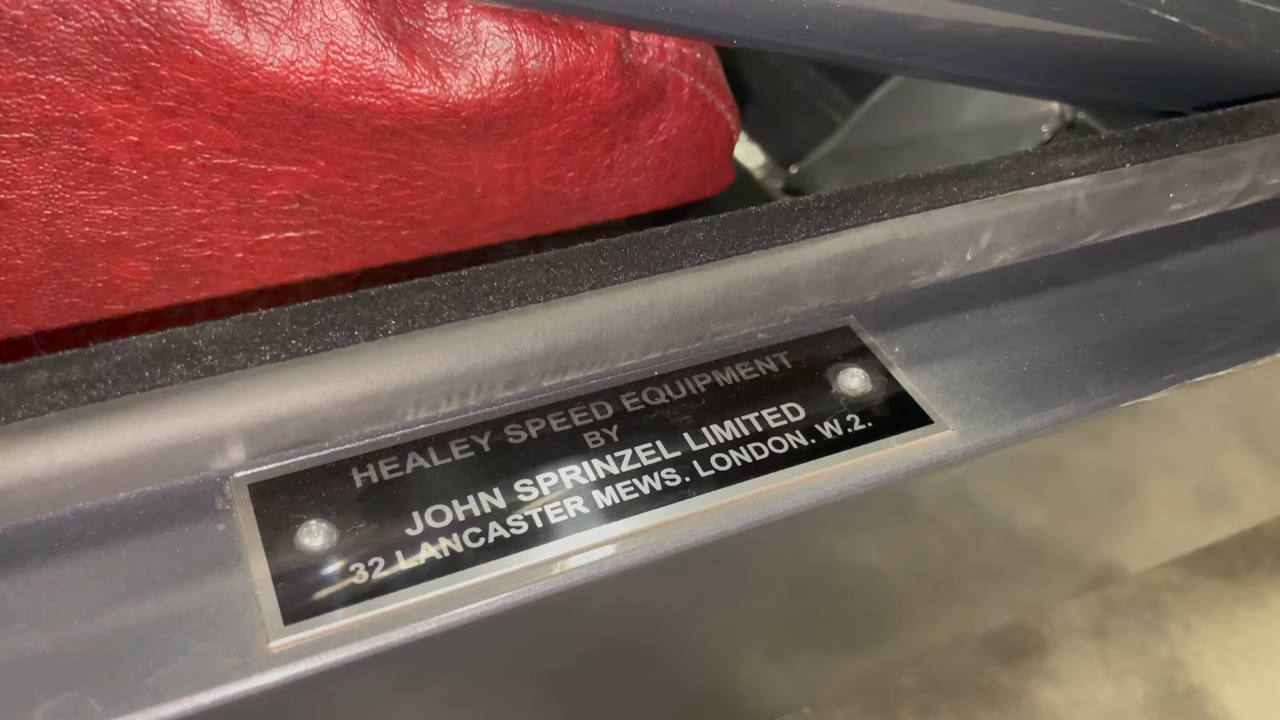 HEALEY SPEED EQUIPMENT
BY
JOHN SPRINZEL LIMITED
32 LANCASTER MEWS. LONDON. W.2.